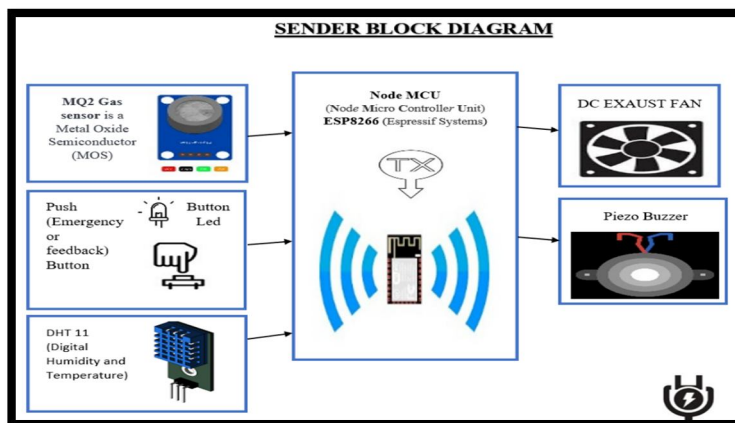 SENDER BLOCK DIAGRAM
MQ2 Gas
sensor is a
Metal Oxide
Semiconductor
(MOS)
Push
(Emergency
or
feedback)
Button
Button
Led
DHT 11
(Digital
Humidity and
Temperature)
Node MCU
(Node Micro Controller Unit)
ESP8266 (Espressif Systems)
TX
DC EXAUST FAN
Piezo Buzzer